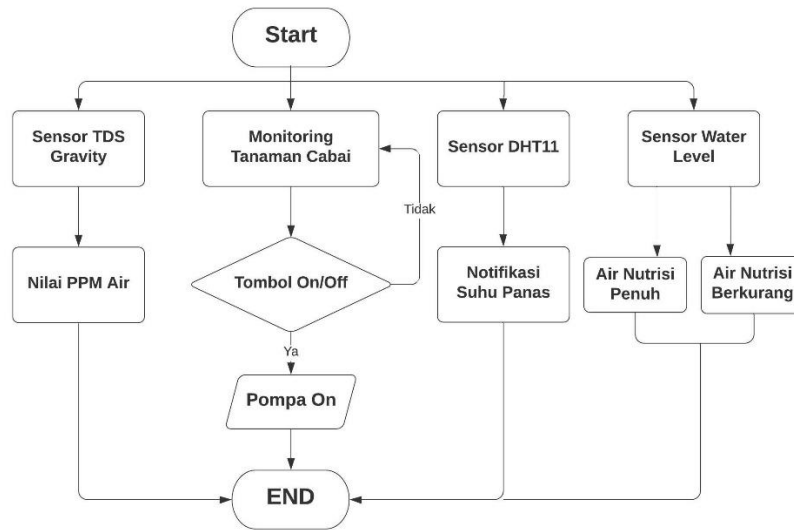 Start
Sensor TDS
Gravity
Monitoring
Tanaman Cabai
Sensor DHT11
Sensor Water
Level
Tidak
Nilai PPM Air
Tombol On/Off
Notifikasi
Suhu Panas
Air Nutrisi
Penuh
Air Nutrisi
Berkurang
Ya
Pompa On
END